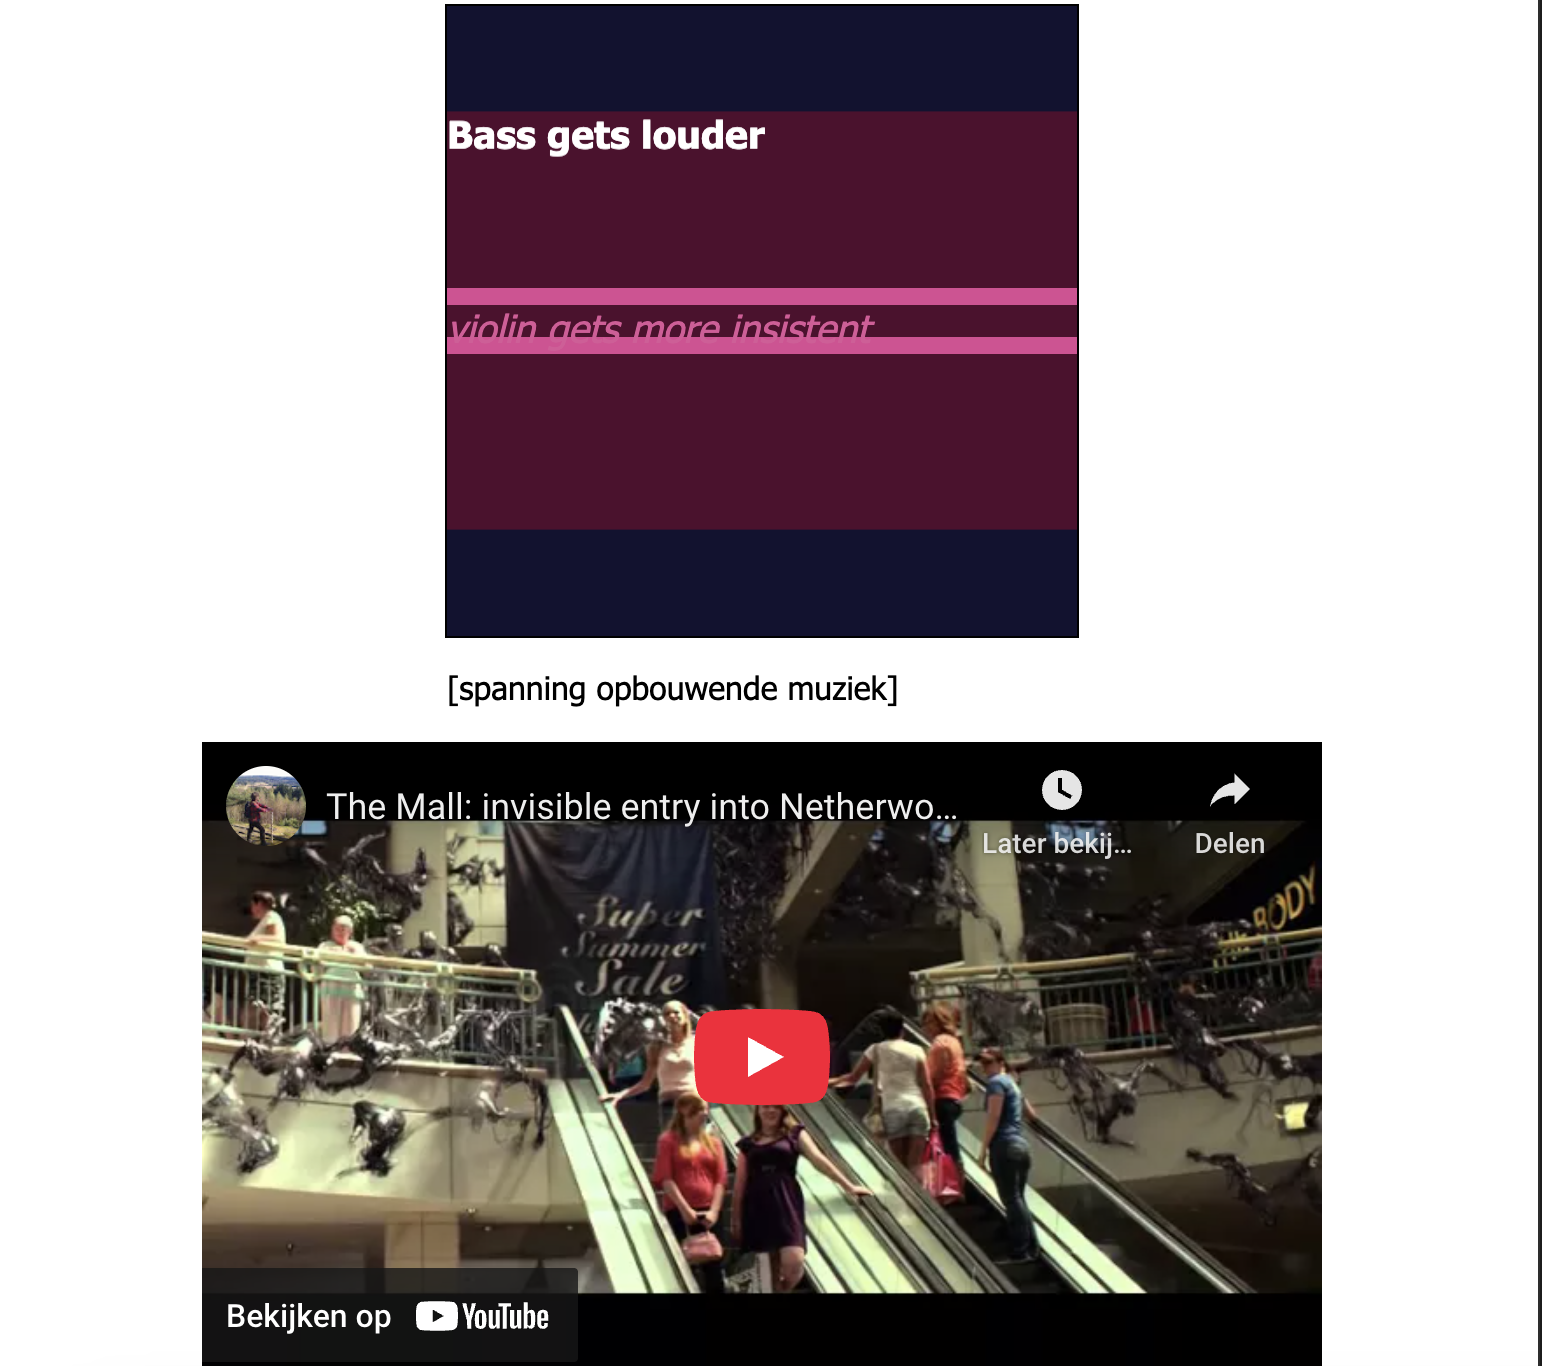 Bass gets louder
violin gets more insistent
[spanning opbouwende muziek]
The Mall: invisible entry into Netherwo...
Later bekij...
Delen
Super
Summer
Sale
BODY
Bekijken op YouTube